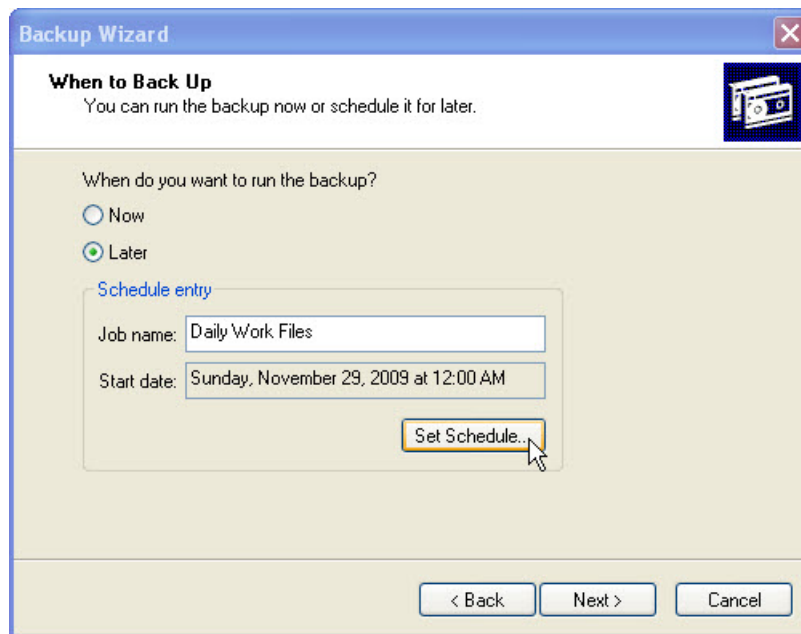 Backup Wizard
When to Back Up
You can run the backup now or schedule it for later.
When do you want to run the backup?
Now
Later
Schedule entry
Job name: Daily Work Files
Start date: Sunday, November 29, 2009 at 12:00 AM
Set Schedule...
< Back Next > Cancel